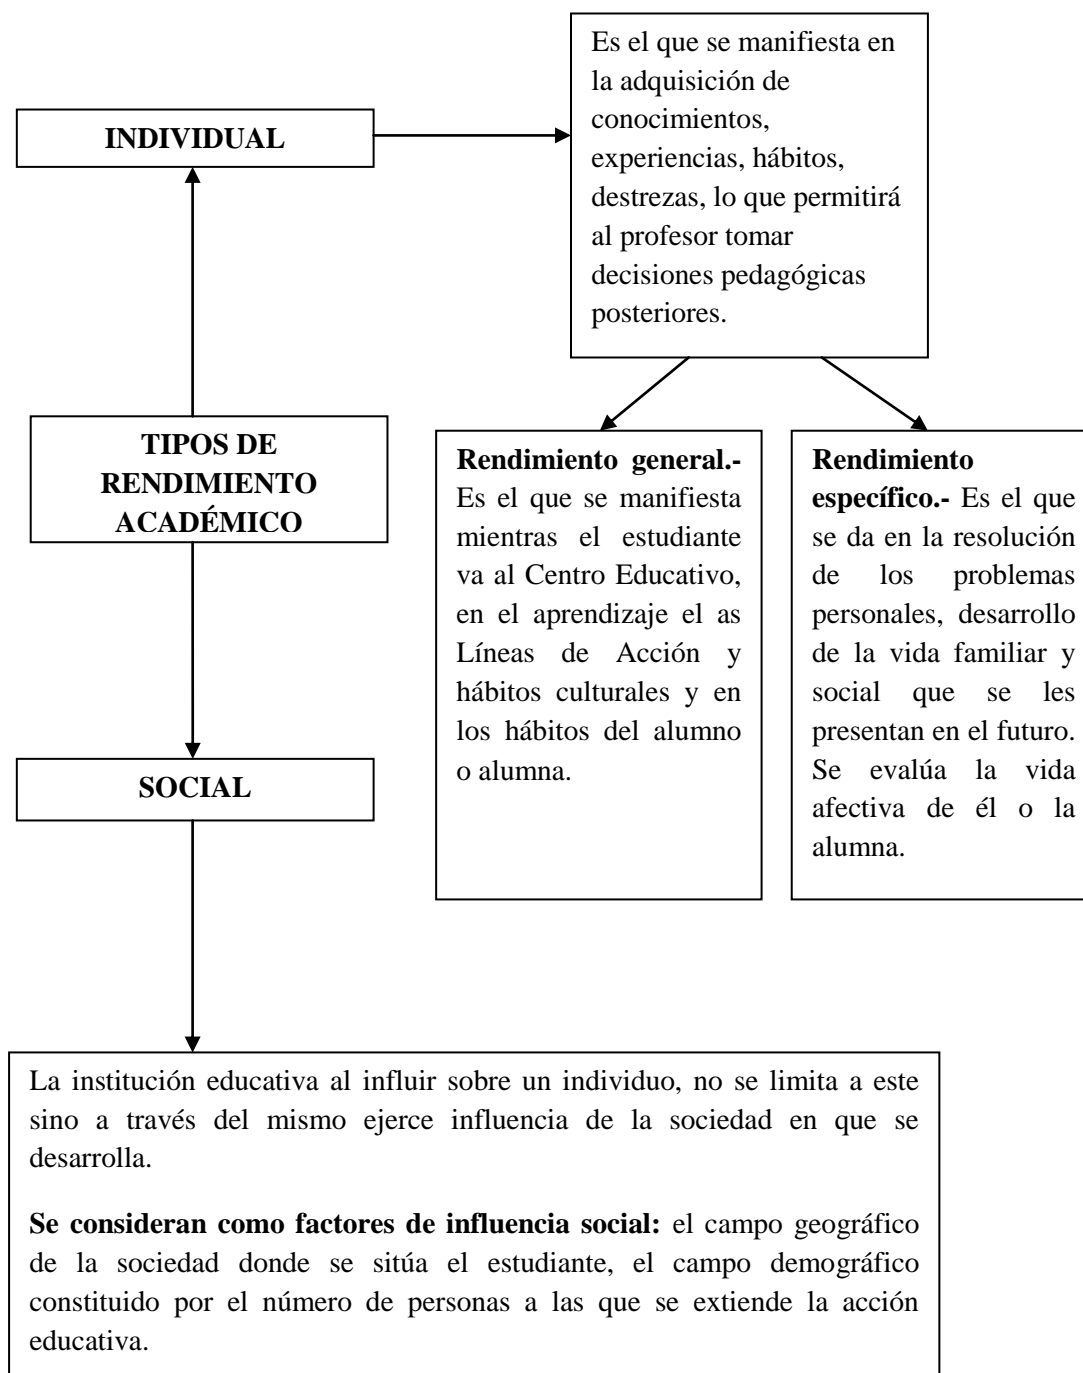 Es el que se manifiesta en
la adquisición de
conocimientos,
experiencias, hábitos,
destrezas, lo que permitirá
al profesor tomar
decisiones pedagógicas
posteriores.
INDIVIDUAL
TIPOS DE
RENDIMIENTO
ACADÉMICO
Rendimiento general.-
Es el que se manifiesta
mientras el estudiante
va al Centro Educativo,
en el aprendizaje el as
Líneas de Acción y
hábitos culturales y en
los hábitos del alumno
o alumna.
Rendimiento
específico.- Es el que
se da en la resolución
de los problemas
personales, desarrollo
de la vida familiar y
social que se les
presentan en el futuro.
Se evalúa la vida
afectiva de él o la
alumna.
SOCIAL
La institución educativa al influir sobre un individuo, no se limita a este
sino a través del mismo ejerce influencia de la sociedad en que se
desarrolla.
Se consideran como factores de influencia social: el campo geográfico
de la sociedad donde se sitúa el estudiante, el campo demográfico
constituido por el número de personas a las que se extiende la acción
educativa.